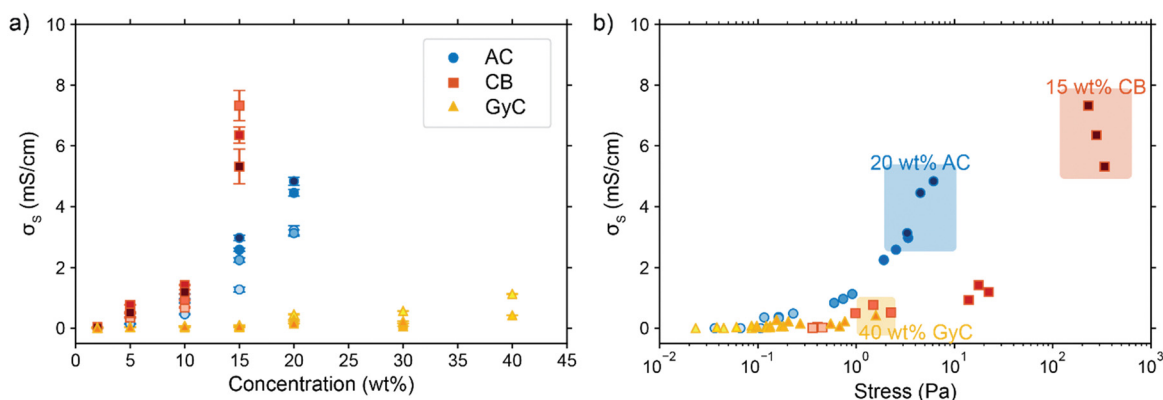 a)
10
8
6
4
2
0
σS (mS/cm)
AC
CB
GyC
0 5 10 15 20 25 30 35 40 45
Concentration (wt%)
b)
10
8
6
4
2
0
σS (mS/cm)
15 wt% CB
20 wt% AC
40 wt% GyC
10⁻² 10⁻¹ 10⁰ 10¹ 10² 10³
Stress (Pa)